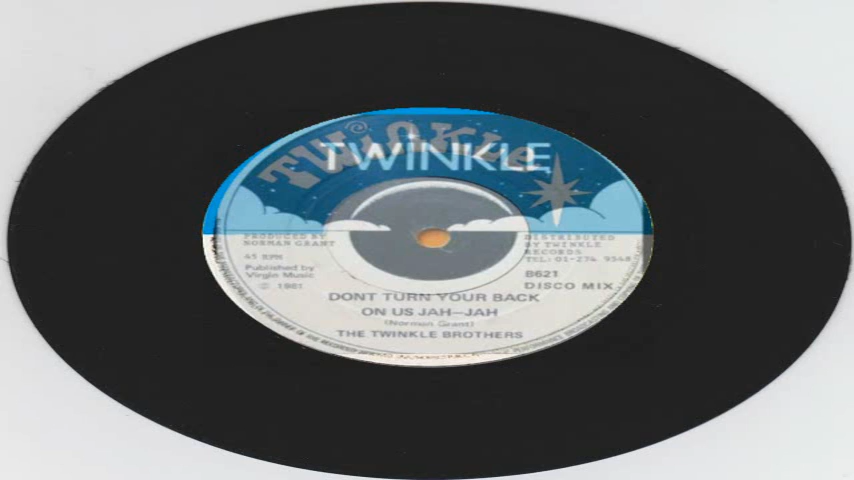 TWINKLE
TWINKLE
PRODUCED BY
NORMAN GRANT
45 RPM
Published by
Virgin Music
© 1981
DISTRIBUTED
BY TWINKLE
RECORDS
TEL: 01-274 9548
B621
DISCO MIX
DONT TURN YOUR BACK
ON US JAH-JAH
(Norman Grant)
THE TWINKLE BROTHERS